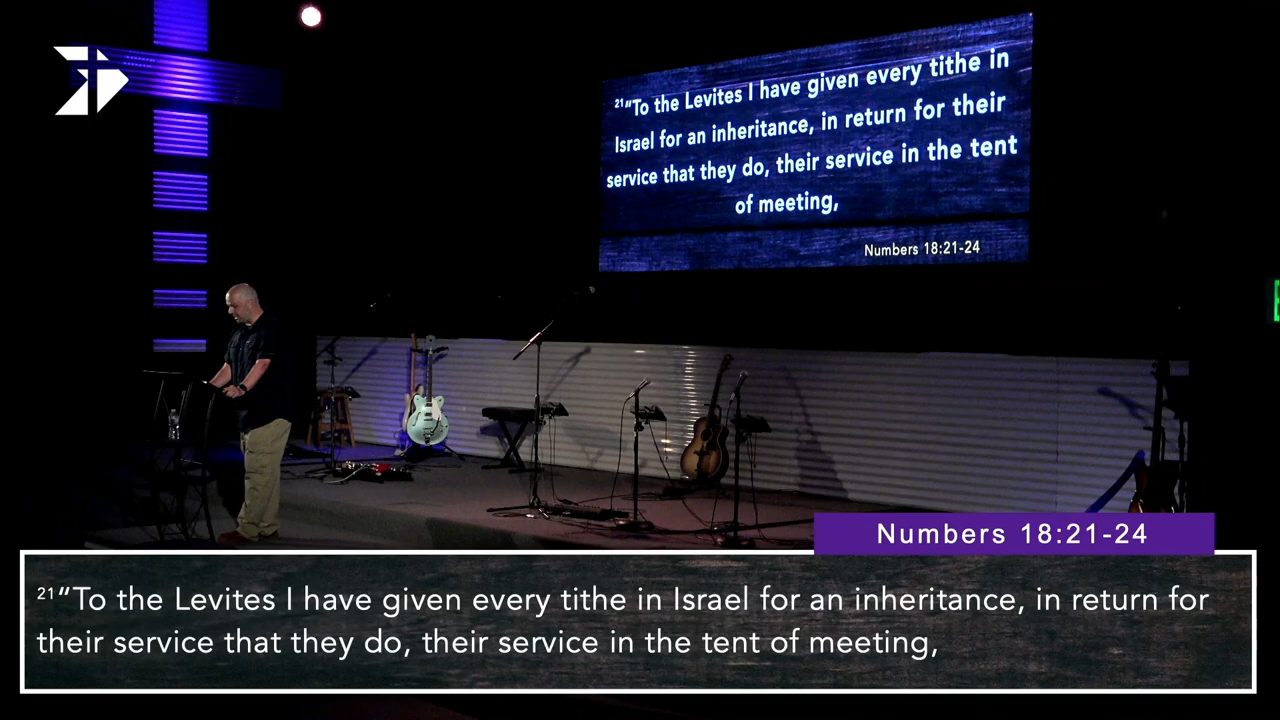 ²¹“To the Levites I have given every tithe in
Israel for an inheritance, in return for their
service that they do, their service in the tent
of meeting,
Numbers 18:21-24
Numbers 18:21-24
²¹“To the Levites I have given every tithe in Israel for an inheritance, in return for
their service that they do, their service in the tent of meeting,